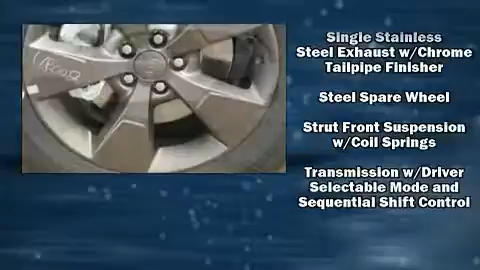 Single Stainless
Steel Exhaust w/Chrome
Tailpipe Finisher
Steel Spare Wheel
Strut Front Suspension
w/Coil Springs
Transmission w/Driver
Selectable Mode and
Sequential Shift Control